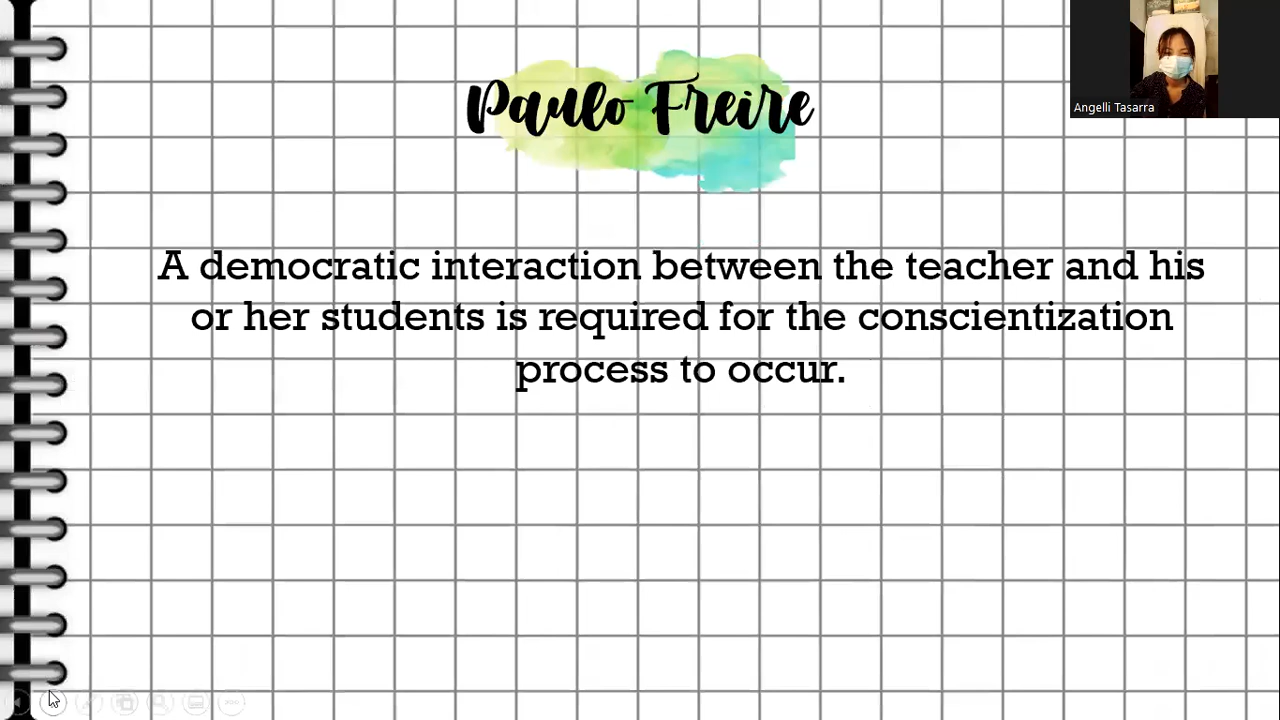 Paulo Freire
Angelli Tasarra
A democratic interaction between the teacher and his
or her students is required for the conscientization
process to occur.